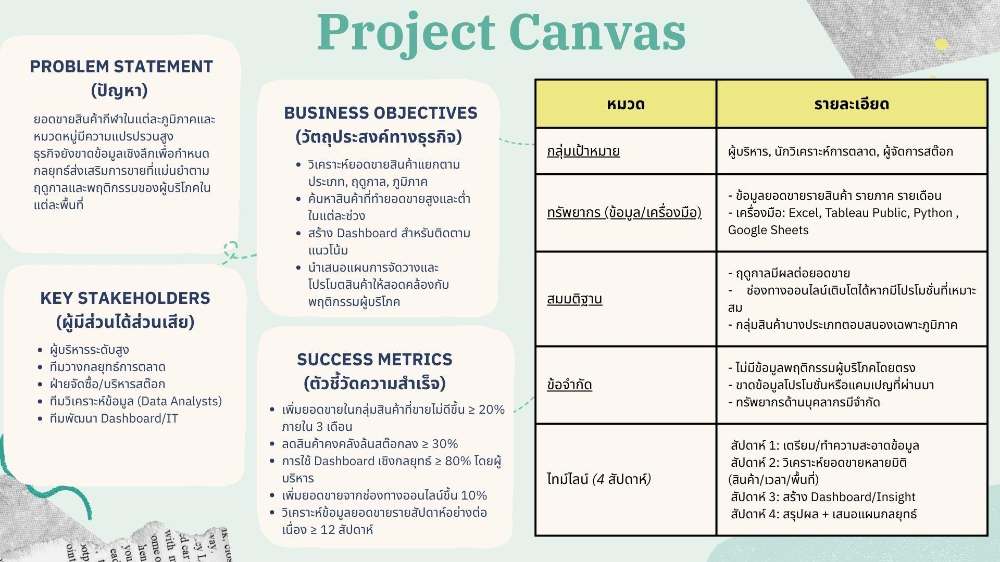 Project Canvas
PROBLEM STATEMENT
(ปัญหา)
ยอดขายสินค้ากีฬาในแต่ละภูมิภาคและ
หมวดหมู่มีความแปรปรวนสูง
ธุรกิจยังขาดข้อมูลเชิงลึกเพื่อกำหนด
กลยุทธ์ส่งเสริมการขายที่แม่นยำตาม
ฤดูกาลและพฤติกรรมของผู้บริโภคใน
แต่ละพื้นที่
KEY STAKEHOLDERS
(ผู้มีส่วนได้ส่วนเสีย)
• ผู้บริหารระดับสูง
• ทีมวางกลยุทธ์การตลาด
• ฝ่ายจัดซื้อ/บริหารสต๊อก
• ทีมวิเคราะห์ข้อมูล (Data Analysts)
• ทีมพัฒนา Dashboard/IT
BUSINESS OBJECTIVES
(วัตถุประสงค์ทางธุรกิจ)
• วิเคราะห์ยอดขายสินค้าแยกตาม
ประเภท, ฤดูกาล, ภูมิภาค
• ค้นหาสินค้าที่ทำยอดขายสูงและต่ำ
ในแต่ละช่วง
• สร้าง Dashboard สำหรับติดตาม
แนวโน้ม
• นำเสนอแผนการจัดวางและ
โปรโมตสินค้าให้สอดคล้องกับ
พฤติกรรมผู้บริโภค
SUCCESS METRICS
(ตัวชี้วัดความสำเร็จ)
• เพิ่มยอดขายในกลุ่มสินค้าที่ขายไม่ดีขึ้น ≥ 20%
ภายใน 3 เดือน
• ลดสินค้าคงคลังล้นสต๊อกลง ≥ 30%
• การใช้ Dashboard เชิงกลยุทธ์ ≥ 80% โดยผู้
บริหาร
• เพิ่มยอดขายจากช่องทางออนไลน์ขึ้น 10%
• วิเคราะห์ข้อมูลยอดขายรายสัปดาห์อย่างต่อ
เนื่อง ≥ 12 สัปดาห์
หมวด รายละเอียด
กลุ่มเป้าหมาย ผู้บริหาร, นักวิเคราะห์การตลาด, ผู้จัดการสต๊อก
ทรัพยากร (ข้อมูล/เครื่องมือ)
- ข้อมูลยอดขายรายสินค้า รายภาค รายเดือน
- เครื่องมือ: Excel, Tableau Public, Python ,
Google Sheets
สมมติฐาน
- ฤดูกาลมีผลต่อยอดขาย
- ช่องทางออนไลน์เติบโตได้หากมีโปรโมชั่นที่เหมาะ
สม
- กลุ่มสินค้าบางประเภทตอบสนองเฉพาะภูมิภาค
ข้อจำกัด
- ไม่มีข้อมูลพฤติกรรมผู้บริโภคโดยตรง
- ขาดข้อมูลโปรโมชั่นหรือแคมเปญที่ผ่านมา
- ทรัพยากรด้านบุคลากรมีจำกัด
ไทม์ไลน์ (4 สัปดาห์)
สัปดาห์ 1: เตรียม/ทำความสะอาดข้อมูล
สัปดาห์ 2: วิเคราะห์ยอดขายหลายมิติ
(สินค้า/เวลา/พื้นที่)
สัปดาห์ 3: สร้าง Dashboard/Insight
สัปดาห์ 4: สรุปผล + เสนอแผนกลยุทธ์